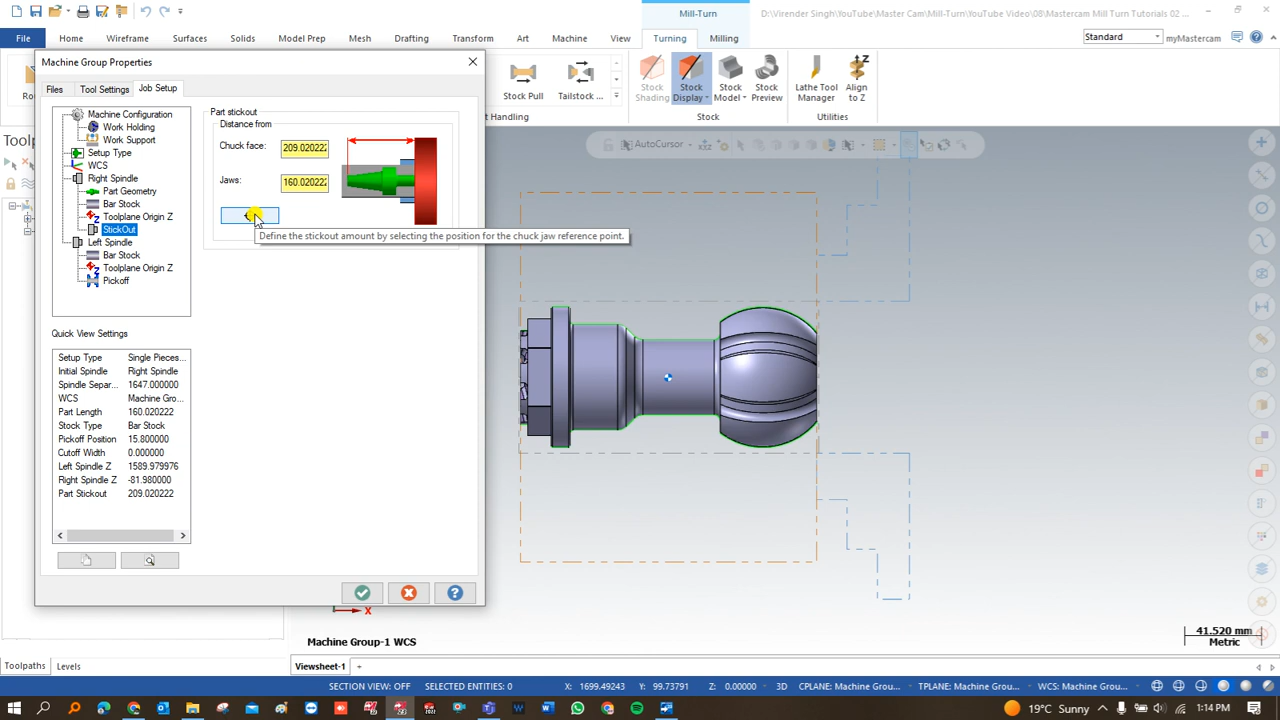 Mill-Turn
D:\Virender Singh\YouTube\Master Cam\Mill-Turn\YouTube Video\08\Mastercam Mill Turn Tutorials 02 ...
File
Home
Wireframe
Surfaces
Solids
Model Prep
Mesh
Drafting
Transform
Art
Machine
View
Turning
Milling
Standard
myMastercam
Machine Group Properties
Stock Pull
Tailstock ...
Stock Shading
Stock Display
Stock Model
Stock Preview
Lathe Tool Manager
Align to Z
Stock
Utilities
Files
Tool Settings
Job Setup
Machine Configuration
Work Holding
Work Support
Setup Type
WCS
Right Spindle
Part Geometry
Bar Stock
Toolplane Origin Z
StickOut
Left Spindle
Bar Stock
Toolplane Origin Z
Pickoff
Part stickout
Distance from
Chuck face: 209.020222
Jaws: 160.020222
Define the stickout amount by selecting the position for the chuck jaw reference point.
AutoCursor
Quick View Settings
Setup Type Single Pieces...
Initial Spindle Right Spindle
Spindle Separ... 1647.000000
WCS Machine Gro...
Part Length 160.020222
Stock Type Bar Stock
Pickoff Position 15.800000
Cutoff Width 0.000000
Left Spindle Z 1589.979976
Right Spindle Z -81.980000
Part Stickout 209.020222
X
Machine Group-1 WCS
41.520 mm
Metric
Toolpaths
Levels
Viewsheet-1
+
SECTION VIEW: OFF
SELECTED ENTITIES: 0
X: 1699.49243
Y: 99.73791
Z: 0.00000
3D
CPLANE: Machine Grou...
TPLANE: Machine Grou...
WCS: Machine Grou...
19°C Sunny
1:14 PM